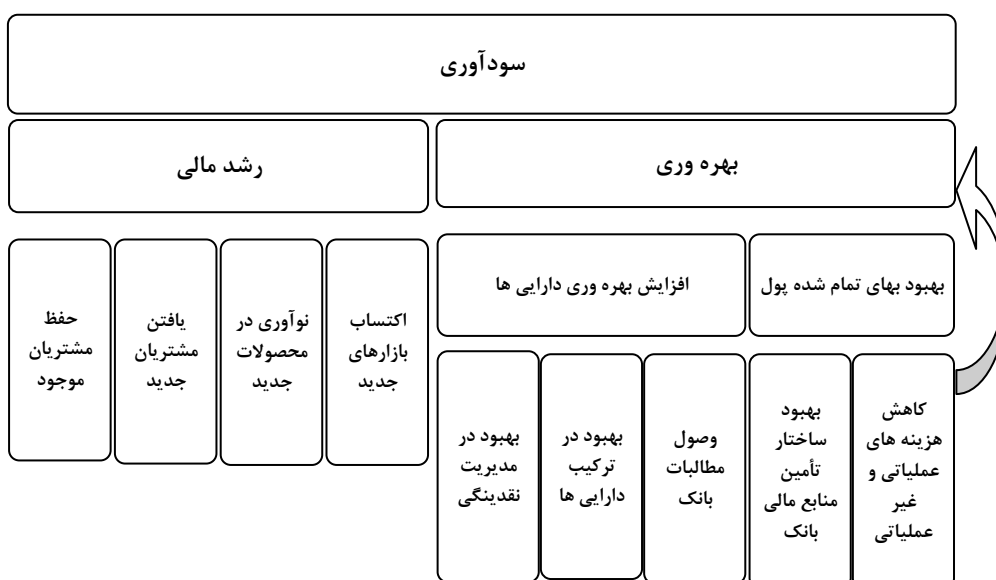 سودآوری
بهره وری
رشد مالی
بهبود بهای تمام شده پول
افزایش بهره وری دارایی ها
اکتساب
بازارهای
جدید
نوآوری در
محصولات
جدید
یافتن
مشتریان
جدید
حفظ
مشتریان
موجود
کاهش
هزینه های
عملیاتی و
غیر
عملیاتی
بهبود
ساختار
تأمین
منابع مالی
بانک
وصول
مطالبات
بانک
بهبود در
ترکیب
دارایی ها
بهبود در
مدیریت
نقدینگی